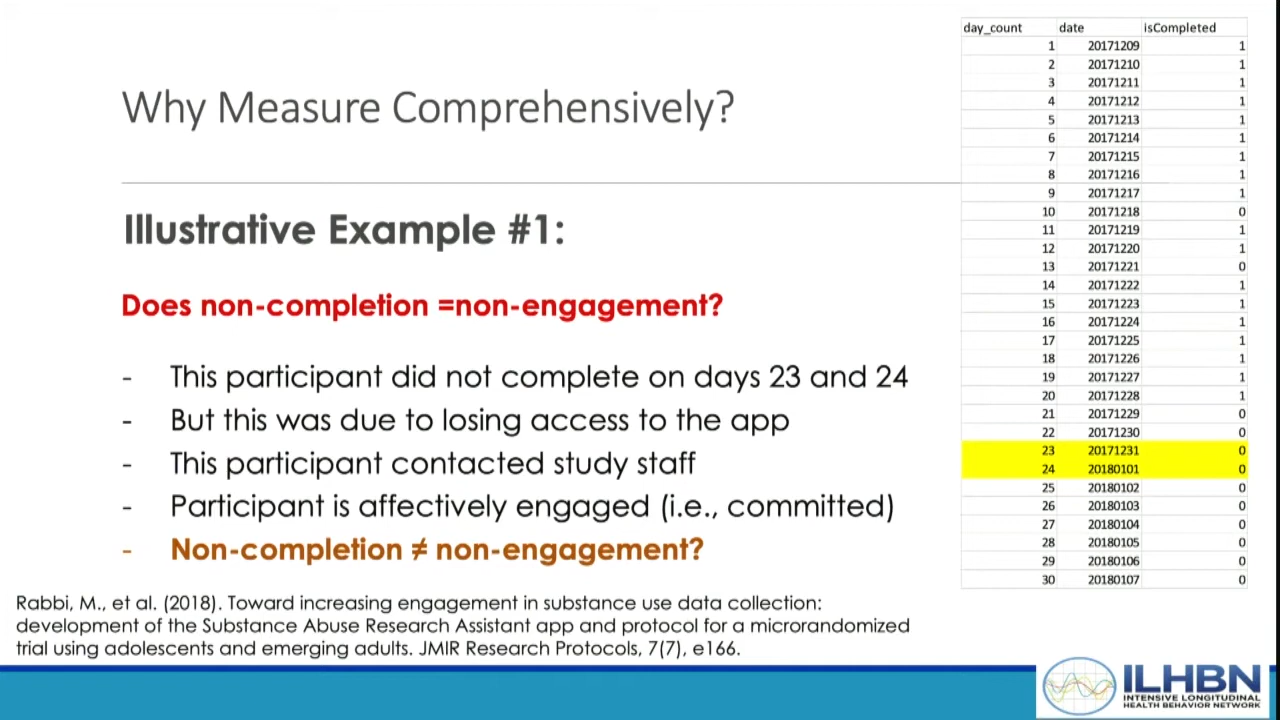 Why Measure Comprehensively?
Illustrative Example #1:
Does non-completion =non-engagement?
- This participant did not complete on days 23 and 24
- But this was due to losing access to the app
- This participant contacted study staff
- Participant is affectively engaged (i.e., committed)
- Non-completion ≠ non-engagement?
Rabbi, M., et al. (2018). Toward increasing engagement in substance use data collection:
development of the Substance Abuse Research Assistant app and protocol for a microrandomized
trial using adolescents and emerging adults. JMIR Research Protocols, 7(7), e166.
day_count date isCompleted
1 20171209 1
2 20171210 1
3 20171211 1
4 20171212 1
5 20171213 1
6 20171214 1
7 20171215 1
8 20171216 1
9 20171217 1
10 20171218 0
11 20171219 1
12 20171220 1
13 20171221 0
14 20171222 1
15 20171223 1
16 20171224 1
17 20171225 1
18 20171226 1
19 20171227 1
20 20171228 1
21 20171229 0
22 20171230 0
23 20171231 0
24 20180101 0
25 20180102 0
26 20180103 0
27 20180104 0
28 20180105 0
29 20180106 0
30 20180107 0
ILHBN
INTENSIVE LONGITUDINAL
HEALTH BEHAVIOR NETWORK